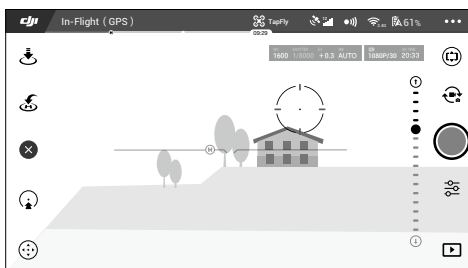 dji In-Flight ( GPS ) TapFly 61%
09:29
1600 1/8000 +0.3 AUTO 1080P/30 20:33
H